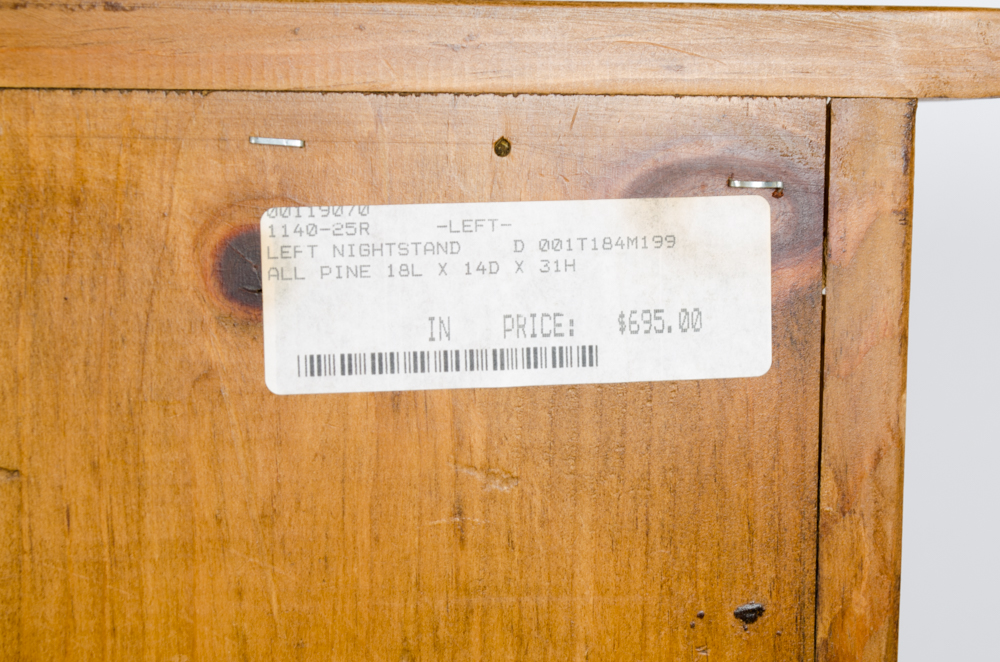 00119070
1140-25R -LEFT-
LEFT NIGHTSTAND D 001T184M199
ALL PINE 18L X 14D X 31H
IN PRICE: $695.00